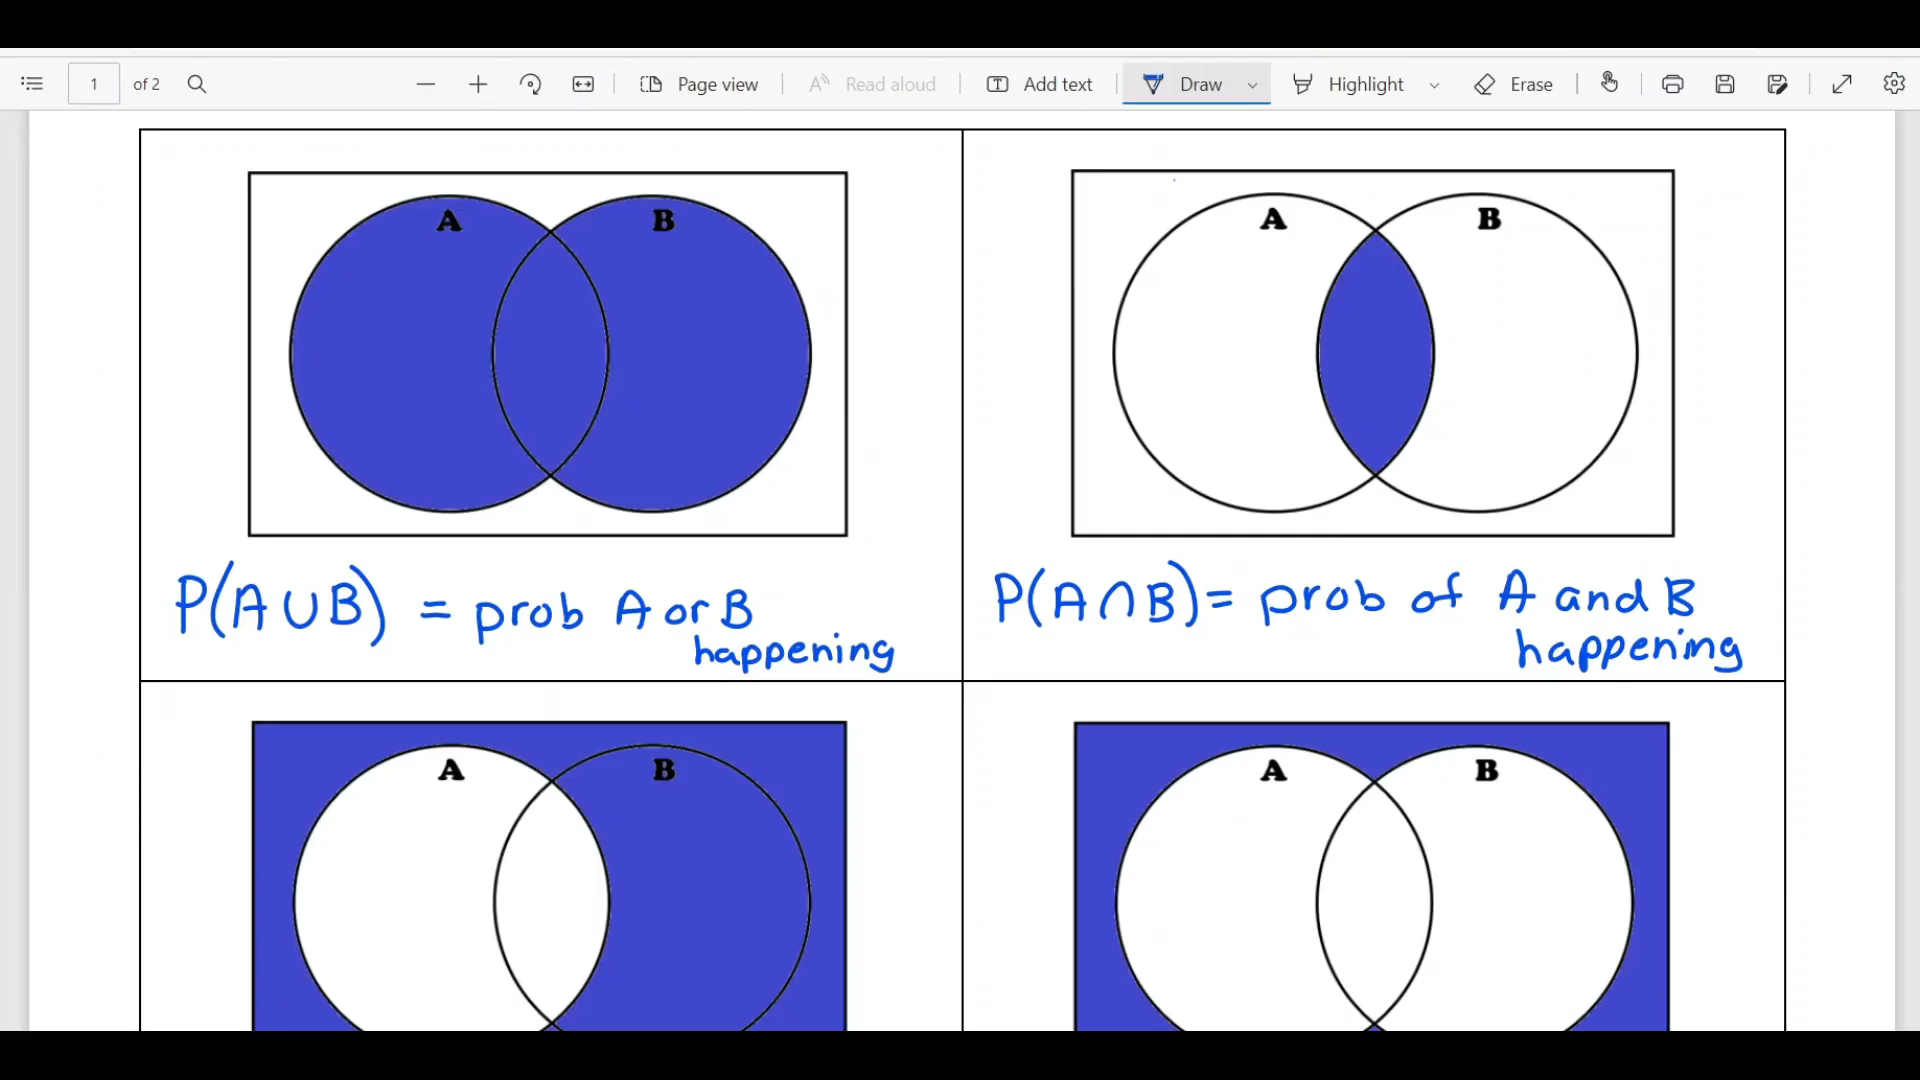 1 of 2 Page view Read aloud Add text Draw Highlight Erase
A B
A B
P(A∪B) = prob A or B
happening
P(A∩B) = prob of A and B
happening
A B
A B